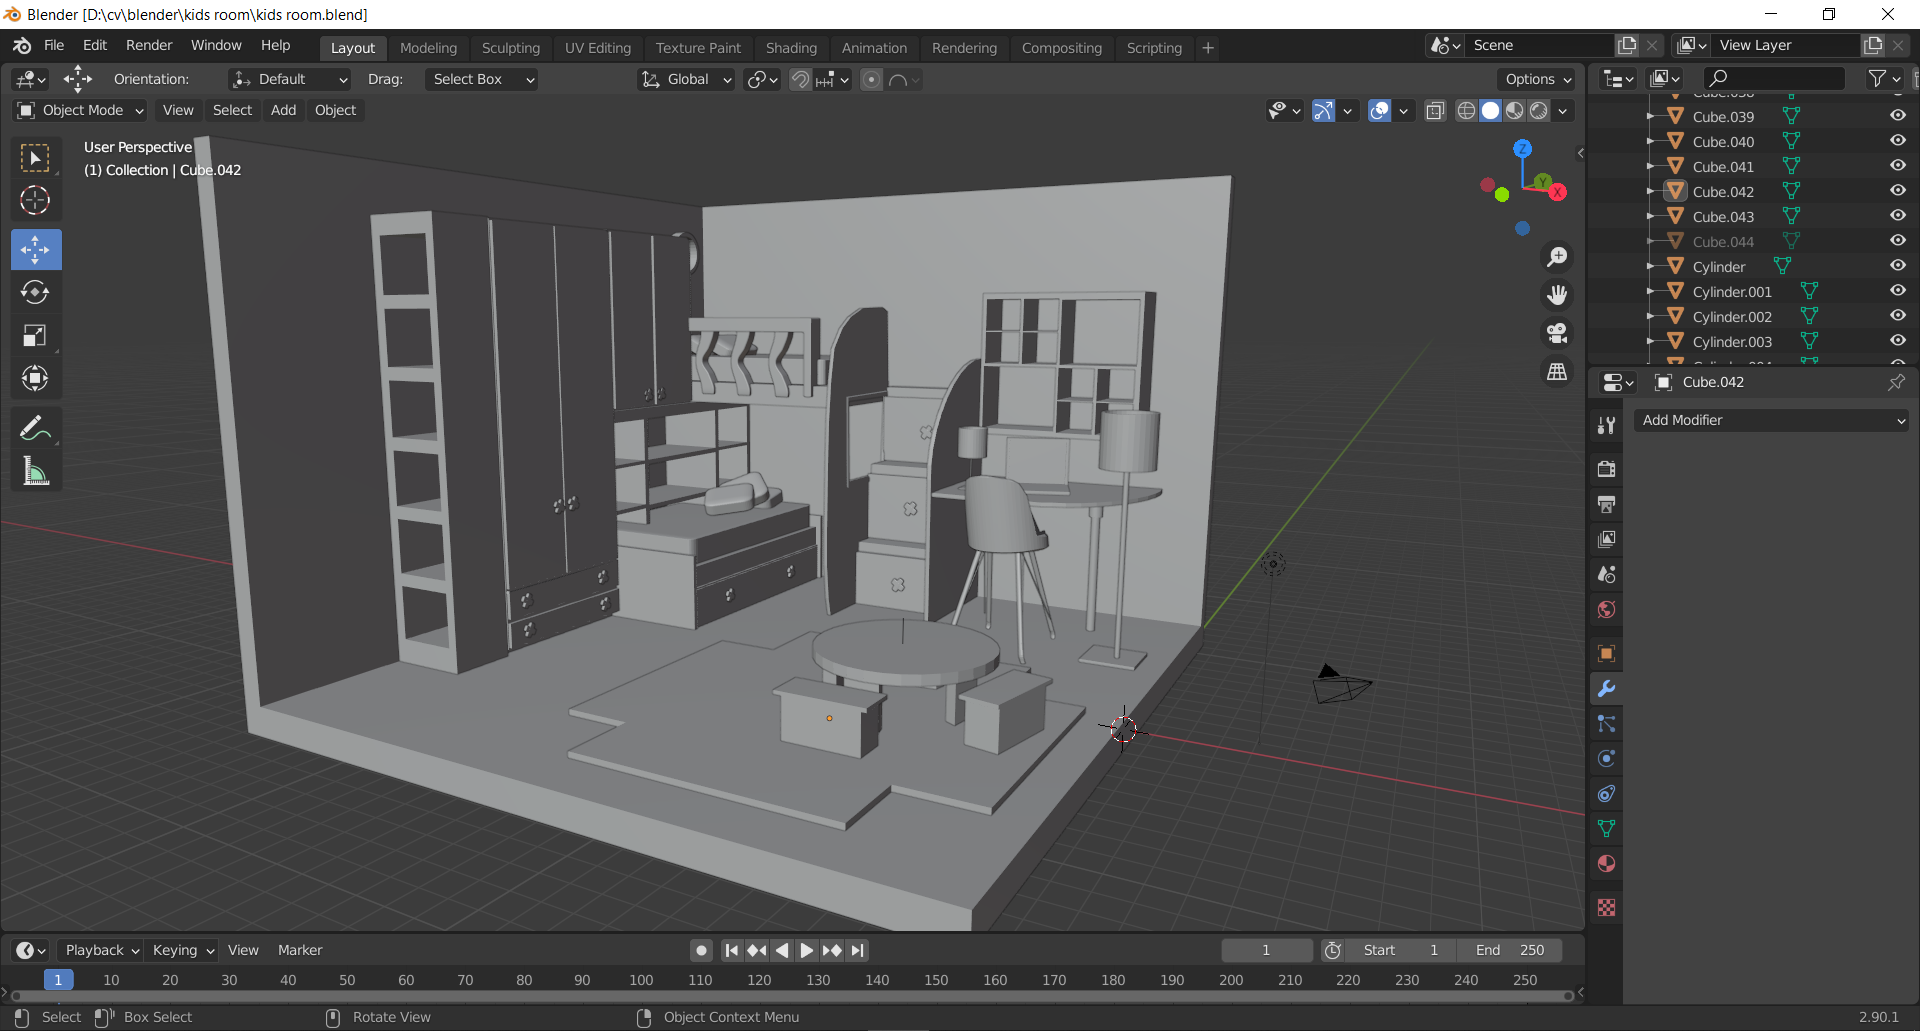 Blender [D:\cv\blender\kids room\kids room.blend]
File Edit Render Window Help Layout Modeling Sculpting UV Editing Texture Paint Shading Animation Rendering Compositing Scripting + Scene View Layer
Orientation: Default Drag: Select Box Global Options
Object Mode View Select Add Object
User Perspective
(1) Collection | Cube.042
Z
Y
X
Cube.038
Cube.039
Cube.040
Cube.041
Cube.042
Cube.043
Cube.044
Cylinder
Cylinder.001
Cylinder.002
Cylinder.003
Cylinder.004
Cube.042
Add Modifier
Playback Keying View Marker 1 Start 1 End 250
1 10 20 30 40 50 60 70 80 90 100 110 120 130 140 150 160 170 180 190 200 210 220 230 240 250
Select Box Select Rotate View Object Context Menu 2.90.1